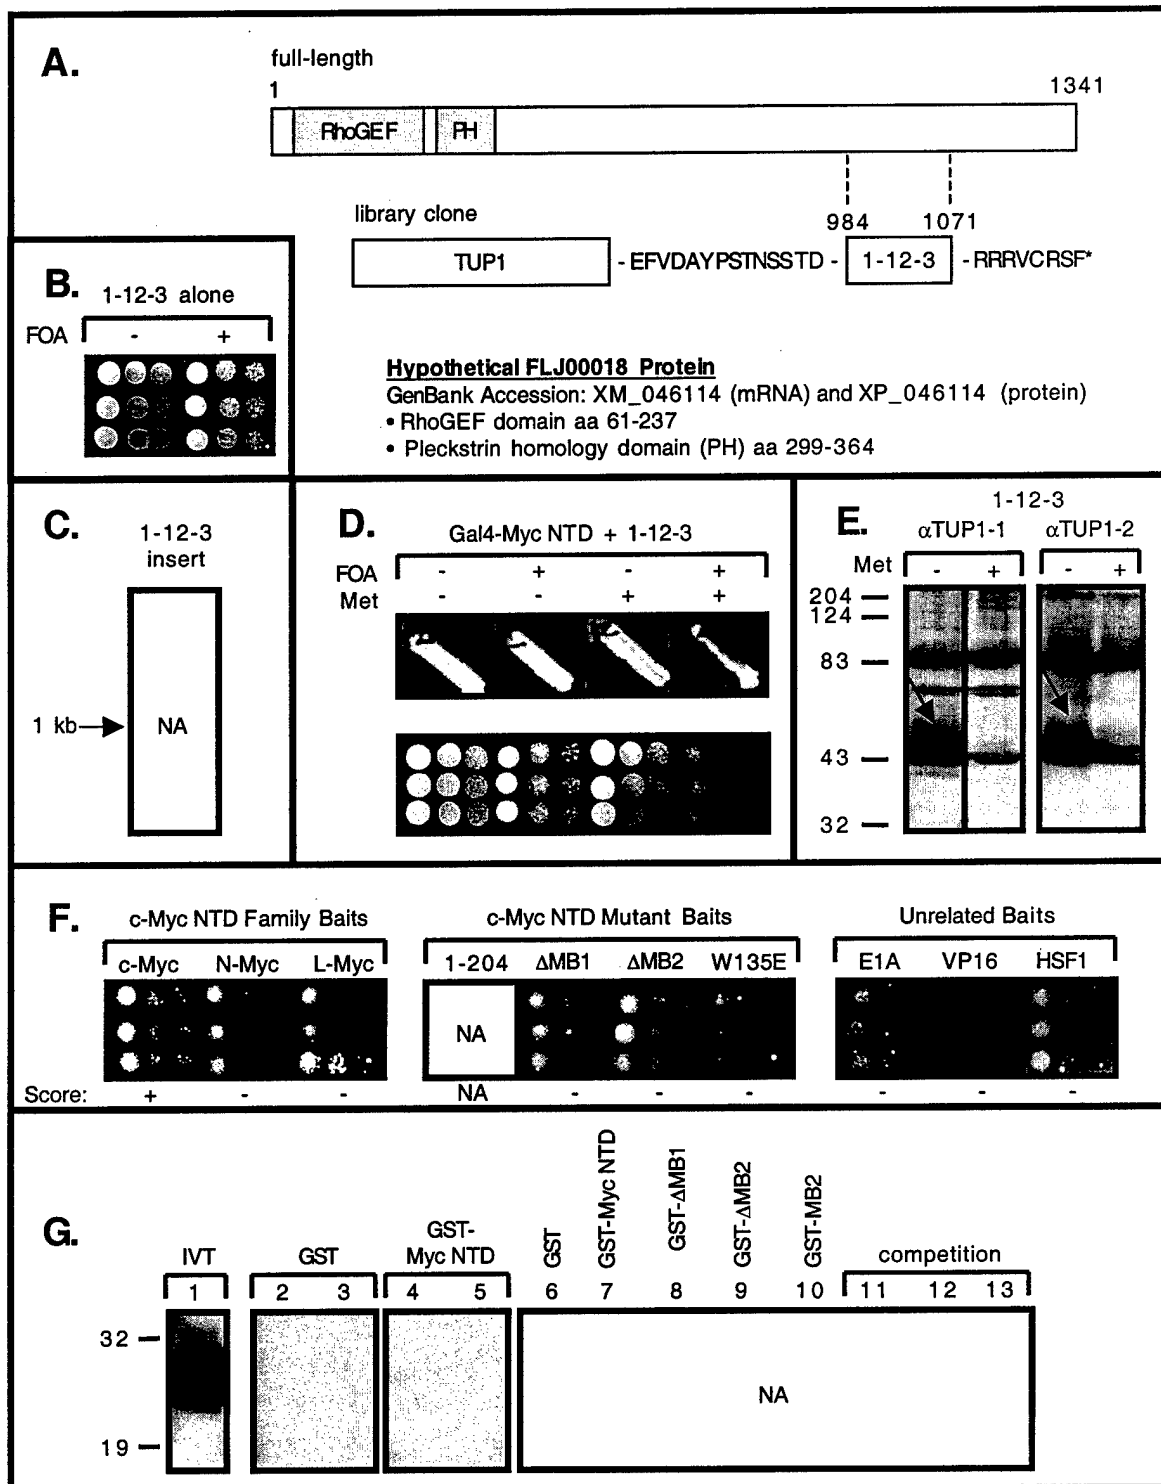 A.
full-length
1 1341
RhoGEF PH
library clone
984 1071
TUP1 - EFVDAYPSTNSSTD - 1-12-3 - RRRVCRSF*
Hypothetical FLJ00018 Protein
GenBank Accession: XM_046114 (mRNA) and XP_046114 (protein)
• RhoGEF domain aa 61-237
• Pleckstrin homology domain (PH) aa 299-364
B.
1-12-3 alone
FOA - +
C.
1-12-3
insert
1 kb
NA
D.
Gal4-Myc NTD + 1-12-3
FOA - + - +
Met - - + +
E.
1-12-3
αTUP1-1 αTUP1-2
Met - + - +
204
124
83
43
32
F.
c-Myc NTD Family Baits
c-Myc N-Myc L-Myc
c-Myc NTD Mutant Baits
1-204 ΔMB1 ΔMB2 W135E
NA
Unrelated Baits
E1A VP16 HSF1
Score: + - - NA - - - - - -
G.
IVT
GST
GST-
Myc NTD
GST
GST-Myc NTD
GST-ΔMB1
GST-ΔMB2
GST-MB2
competition
1 2 3 4 5 6 7 8 9 10 11 12 13
32
19
NA